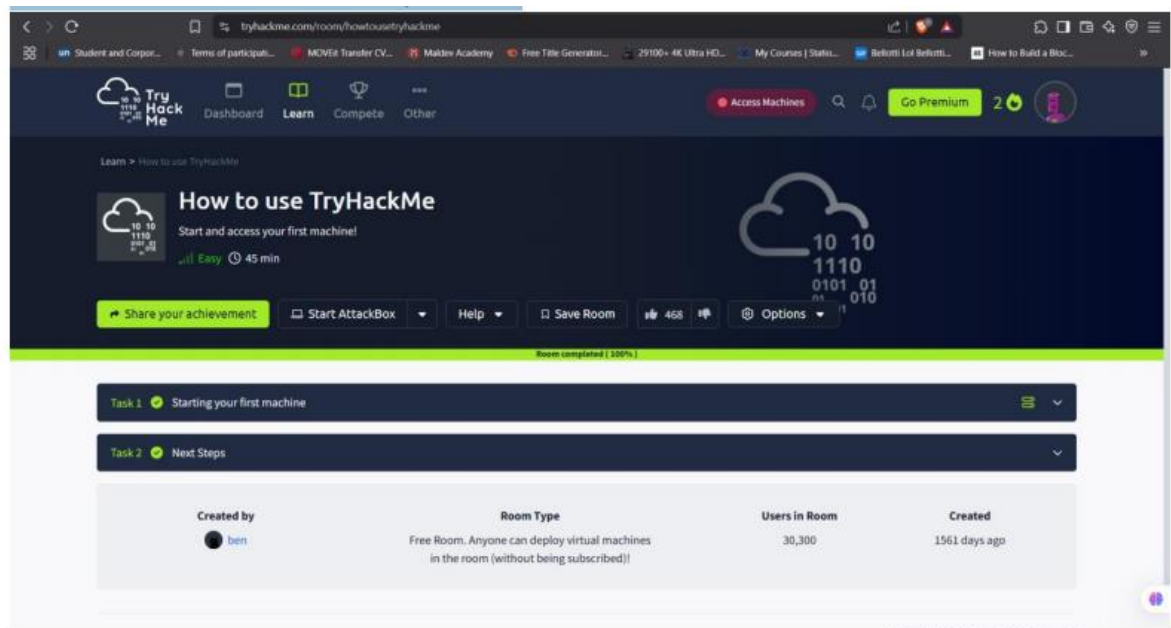 tryhackme.com/room/howtousetryhackme
Student and Corpor... Terms of participati... MOVEit Transfer CV... Maldev Academy Free Title Generator... 29100+ 4K Ultra HD... My Courses | Statio... Bellotti Lol Bellotti... How to Build a Bloc...
Try Hack Me
Dashboard Learn Compete Other
Access Machines Go Premium 2
Learn > How to use TryHackMe
How to use TryHackMe
Start and access your first machine!
Easy 45 min
10 10
1110
0101 01
01 010
Share your achievement Start AttackBox Help Save Room 468 Options
Room completed ( 100% )
Task 1 Starting your first machine
Task 2 Next Steps
Created by Room Type Users in Room Created
ben Free Room. Anyone can deploy virtual machines 30,300 1561 days ago
in the room (without being subscribed)!